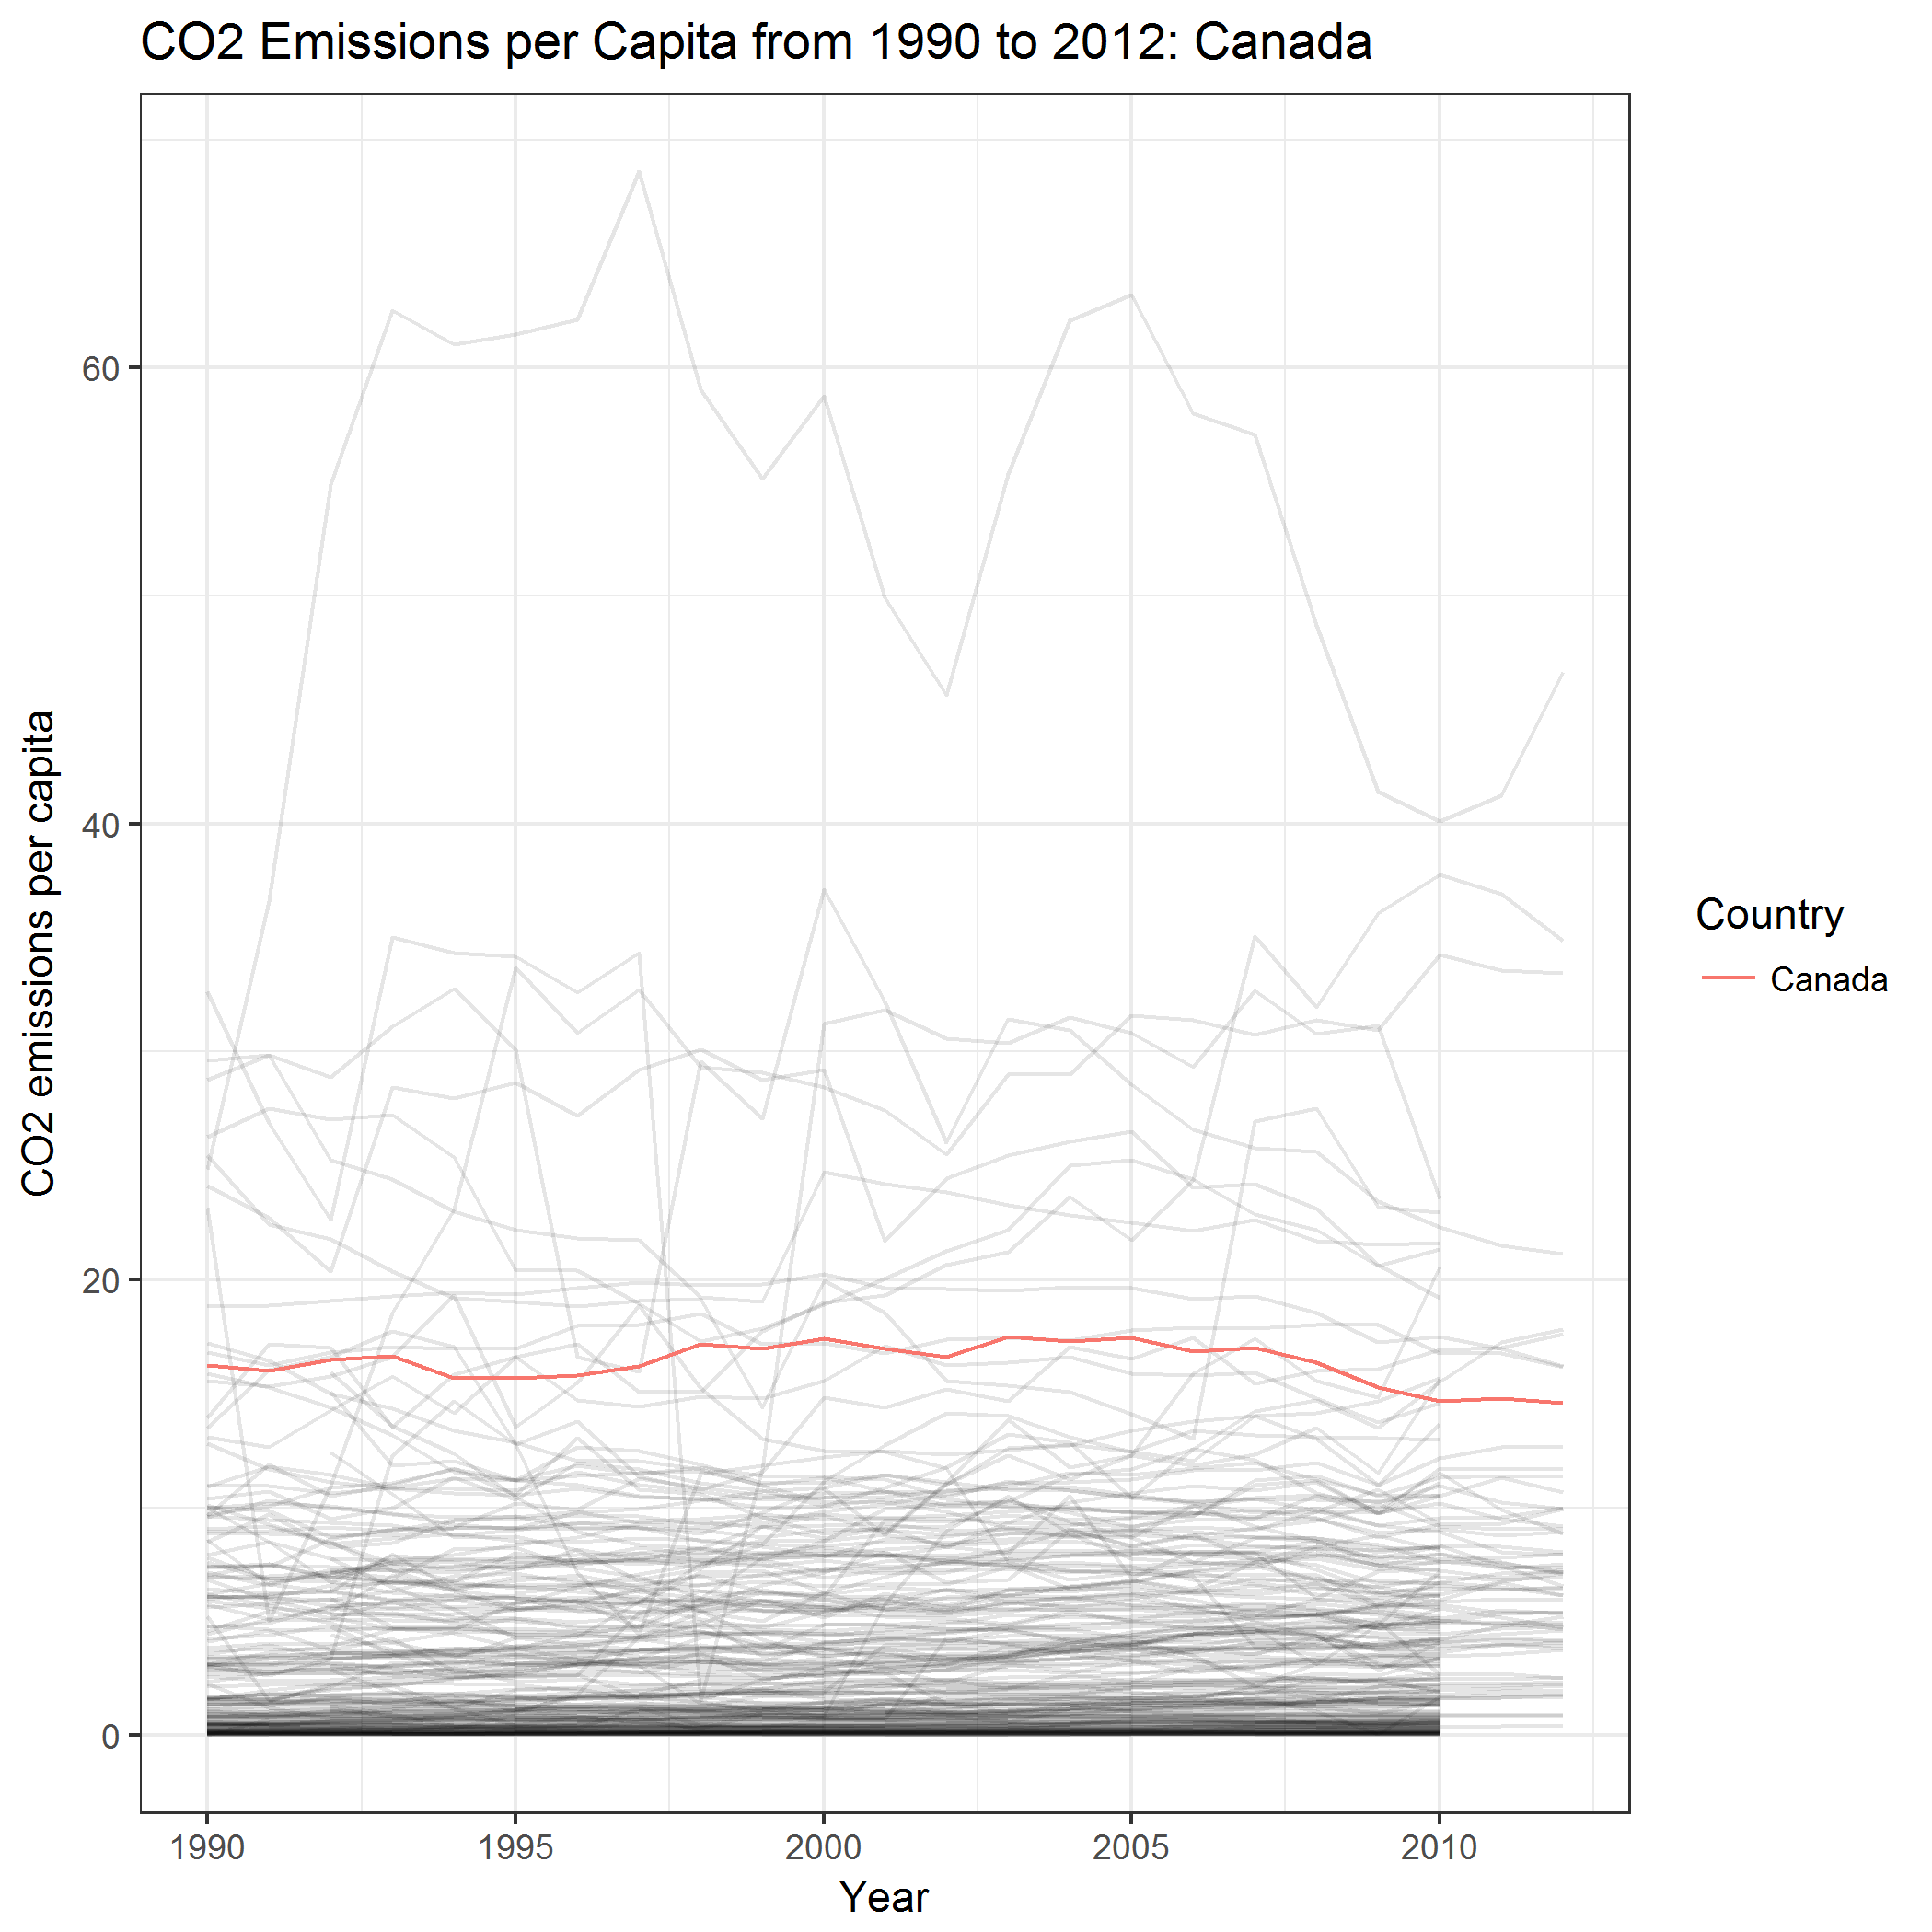 CO2 Emissions per Capita from 1990 to 2012: Canada
CO2 emissions per capita
60
40
20
0
1990 1995 2000 2005 2010
Year
Country
Canada